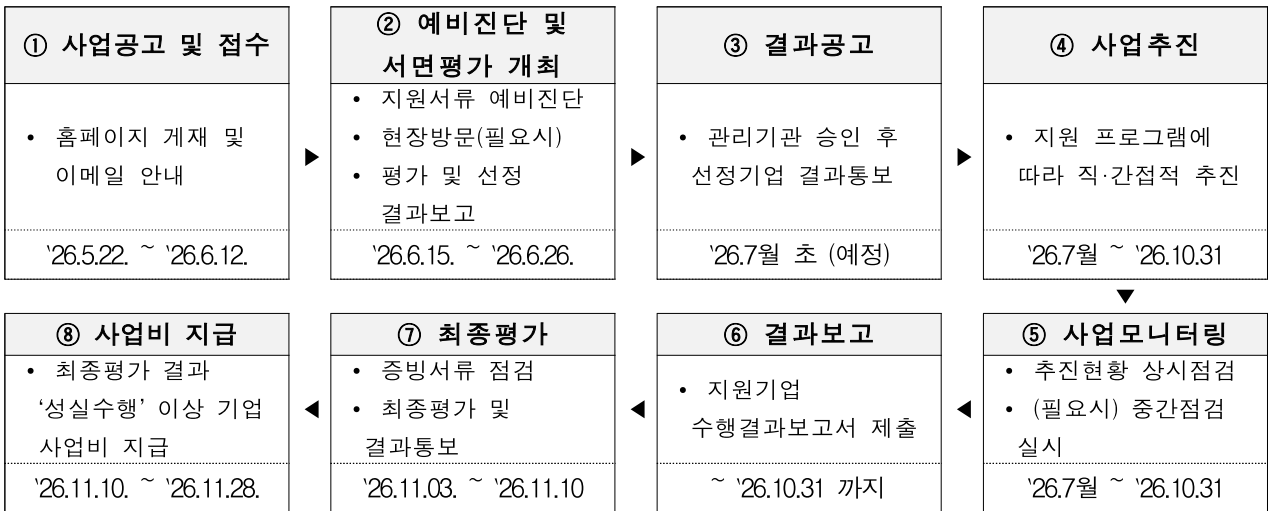 ① 사업공고 및 접수
• 홈페이지 게재 및
이메일 안내
'26.5.22. ~ '26.6.12.
▶
② 예비진단 및
서면평가 개최
• 지원서류 예비진단
• 현장방문(필요시)
• 평가 및 선정
결과보고
'26.6.15. ~ '26.6.26.
▶
③ 결과공고
• 관리기관 승인 후
선정기업 결과통보
'26.7월 초 (예정)
▶
④ 사업추진
• 지원 프로그램에
따라 직·간접적 추진
'26.7월 ~ '26.10.31
▼
⑤ 사업모니터링
• 추진현황 상시점검
• (필요시) 중간점검
실시
'26.7월 ~ '26.10.31
◀
⑥ 결과보고
• 지원기업
수행결과보고서 제출
~ '26.10.31 까지
◀
⑦ 최종평가
• 증빙서류 점검
• 최종평가 및
결과통보
'26.11.03. ~ '26.11.10
◀
⑧ 사업비 지급
• 최종평가 결과
‘성실수행’ 이상 기업
사업비 지급
'26.11.10. ~ '26.11.28.